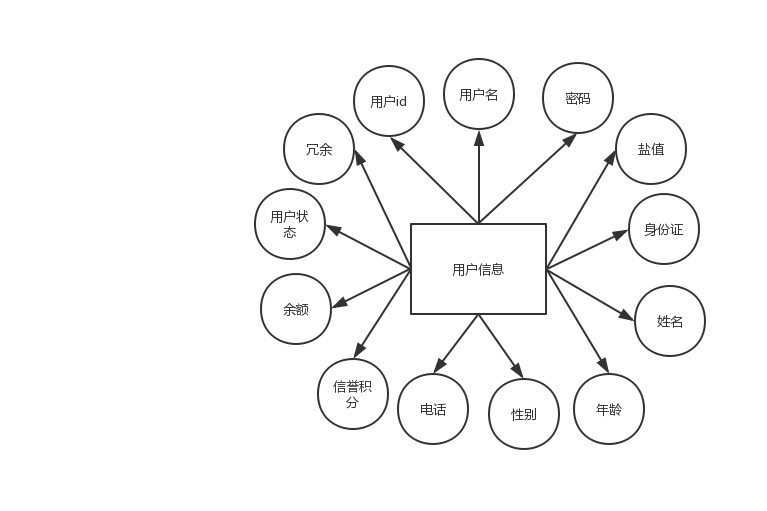 用户id
用户名
密码
冗余
盐值
用户状
态
身份证
用户信息
余额
姓名
信誉积
分
电话
性别
年龄